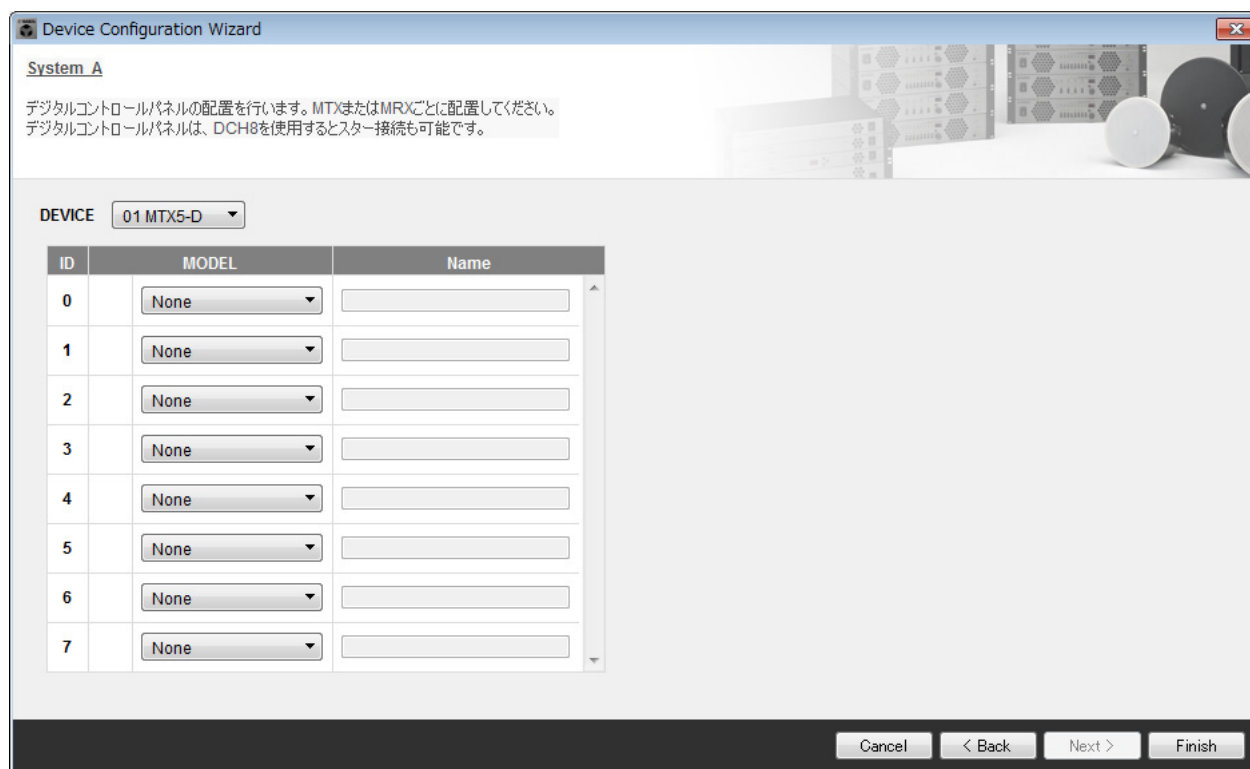 Device Configuration Wizard
System A
デジタルコントロールパネルの配置を行います。MTXまたはMRXごとに配置してください。
デジタルコントロールパネルは、DCH8を使用するとスター接続も可能です。
DEVICE 01 MTX5-D
ID MODEL Name
0 None
1 None
2 None
3 None
4 None
5 None
6 None
7 None
Cancel < Back Next > Finish